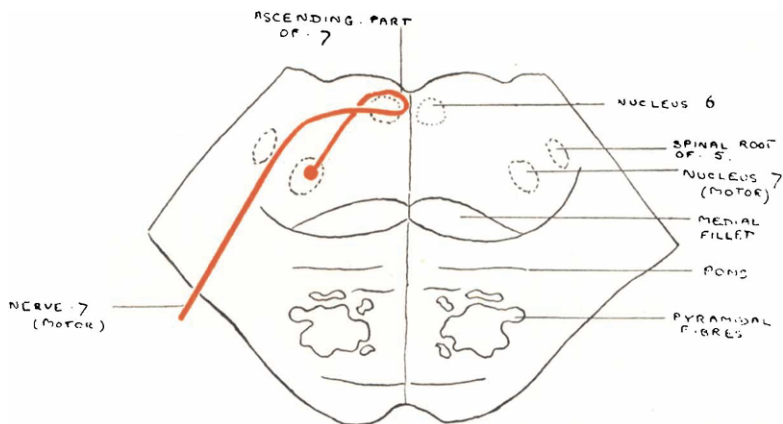 ASCENDING. PART
OF. 7
NUCLEUS 6
SPINAL ROOT
OF. 5.
NUCLEUS 7
(MOTOR)
MEDIAL
FILLET
PONS
NERVE. 7
(MOTOR)
PYRAMIDAL
FIBRES